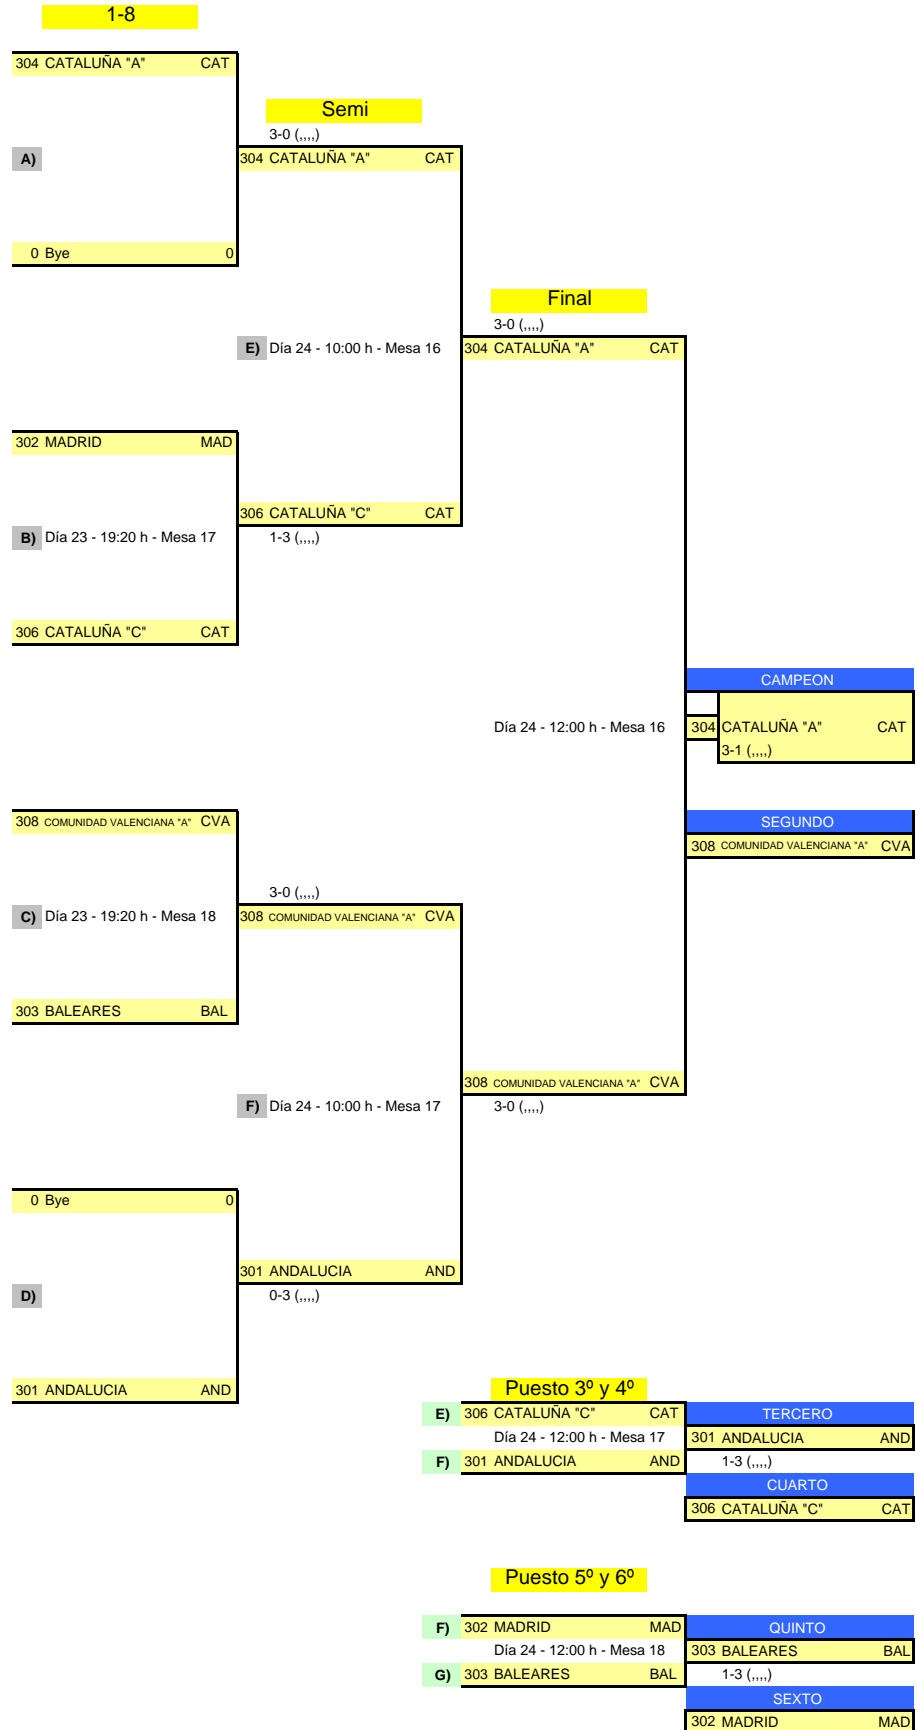 1-8
304 CATALUÑA "A" CAT
Semi
3-0 (,,,,)
A) 304 CATALUÑA "A" CAT
0 Bye 0
Final
3-0 (,,,,)
E) Día 24 - 10:00 h - Mesa 16 304 CATALUÑA "A" CAT
302 MADRID MAD
306 CATALUÑA "C" CAT
B) Día 23 - 19:20 h - Mesa 17 1-3 (,,,,)
306 CATALUÑA "C" CAT
CAMPEON
Día 24 - 12:00 h - Mesa 16 304 CATALUÑA "A" CAT
3-1 (,,,,)
308 COMUNIDAD VALENCIANA "A" CVA SEGUNDO
308 COMUNIDAD VALENCIANA "A" CVA
3-0 (,,,,)
C) Día 23 - 19:20 h - Mesa 18 308 COMUNIDAD VALENCIANA "A" CVA
303 BALEARES BAL
308 COMUNIDAD VALENCIANA "A" CVA
F) Día 24 - 10:00 h - Mesa 17 3-0 (,,,,)
0 Bye 0
301 ANDALUCIA AND
D) 0-3 (,,,,)
301 ANDALUCIA AND Puesto 3º y 4º
E) 306 CATALUÑA "C" CAT TERCERO
Día 24 - 12:00 h - Mesa 17 301 ANDALUCIA AND
F) 301 ANDALUCIA AND 1-3 (,,,,)
CUARTO
306 CATALUÑA "C" CAT
Puesto 5º y 6º
F) 302 MADRID MAD QUINTO
Día 24 - 12:00 h - Mesa 18 303 BALEARES BAL
G) 303 BALEARES BAL 1-3 (,,,,)
SEXTO
302 MADRID MAD